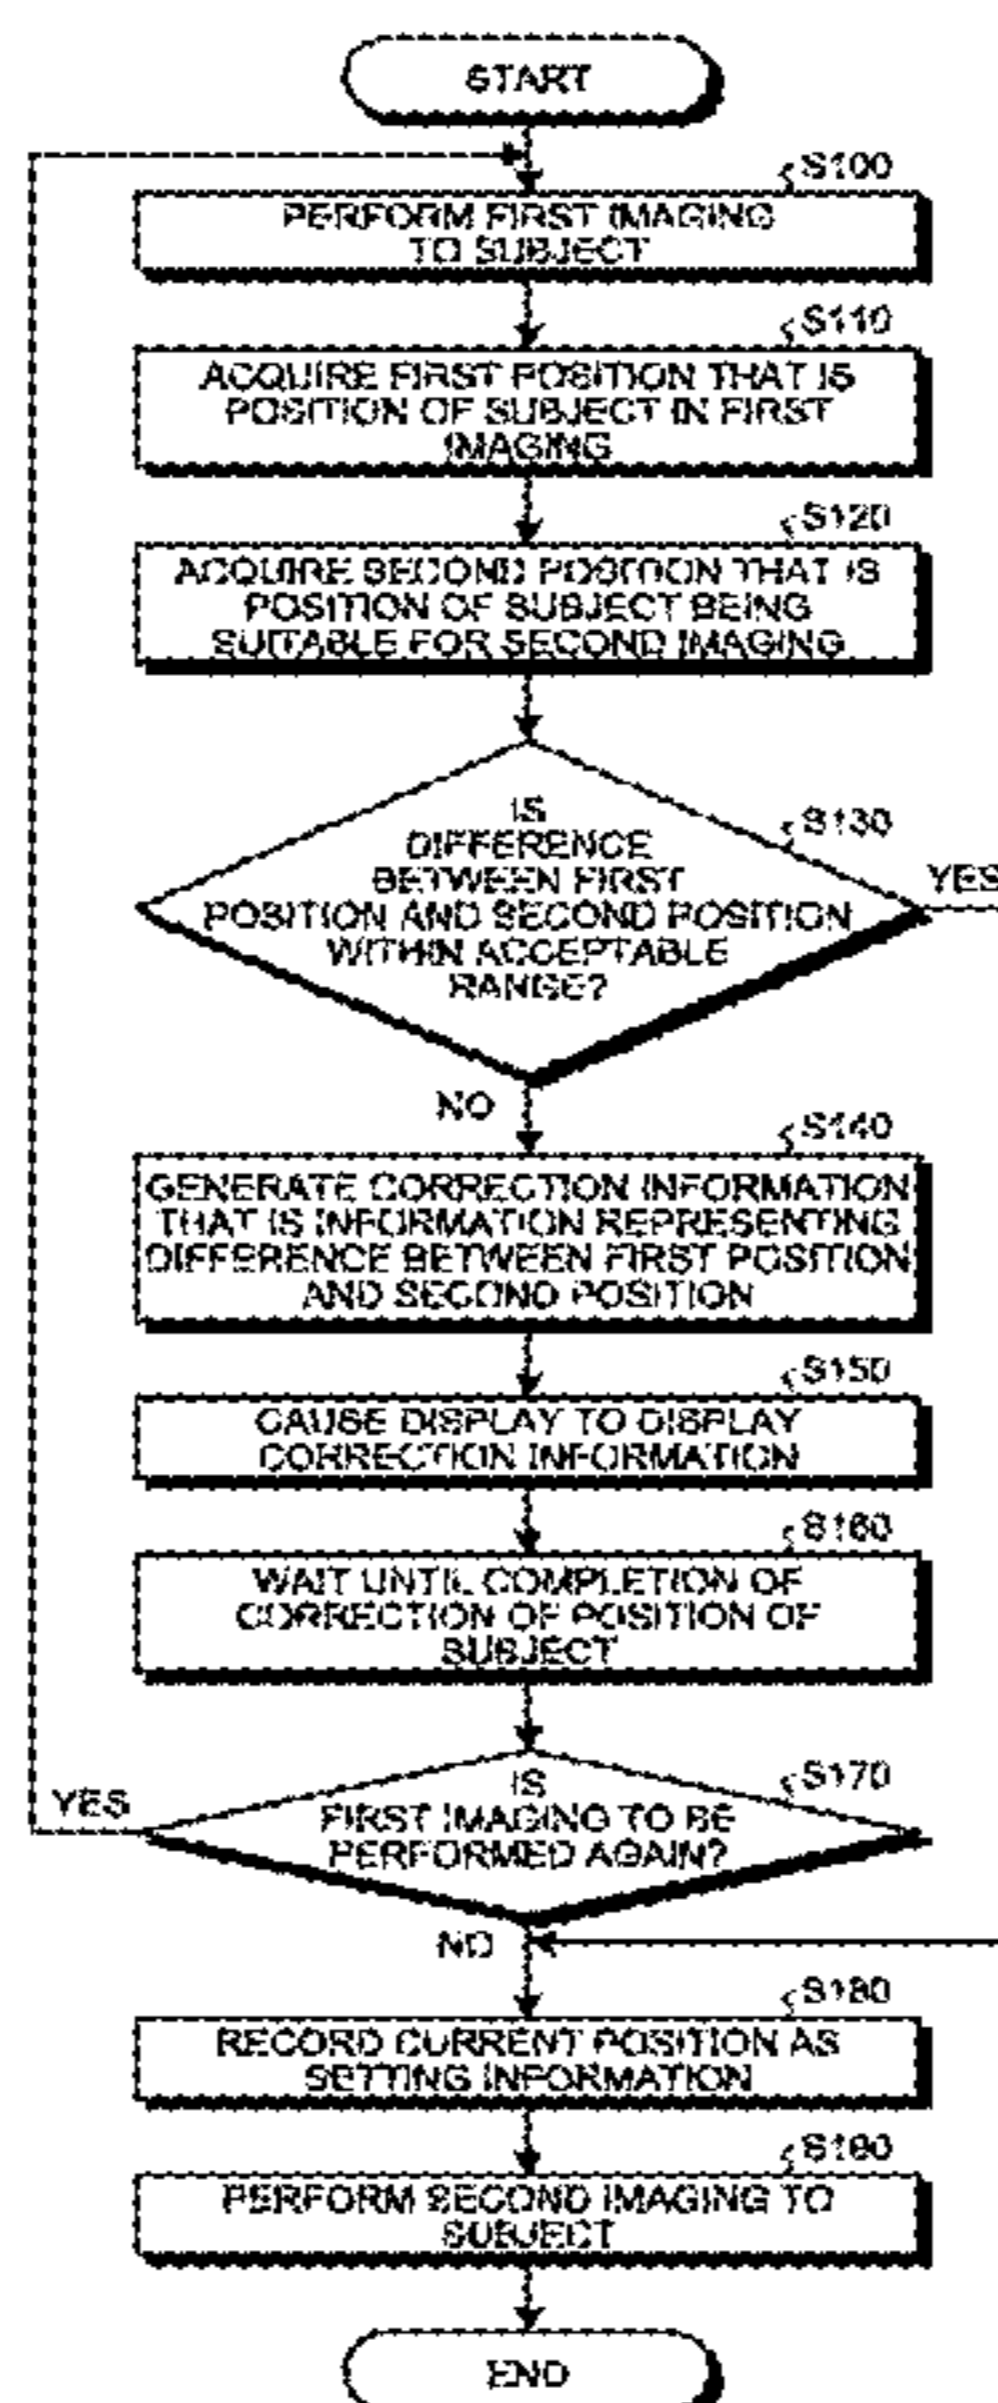 START
S100
PERFORM FIRST IMAGING
TO SUBJECT
S110
ACQUIRE FIRST POSITION THAT IS
POSITION OF SUBJECT IN FIRST
IMAGING
S120
ACQUIRE SECOND POSITION THAT IS
POSITION OF SUBJECT BEING
SUITABLE FOR SECOND IMAGING
S130
IS
DIFFERENCE
BETWEEN FIRST
POSITION AND SECOND POSITION
WITHIN ACCEPTABLE
RANGE?
YES
NO
S140
GENERATE CORRECTION INFORMATION
THAT IS INFORMATION REPRESENTING
DIFFERENCE BETWEEN FIRST POSITION
AND SECOND POSITION
S150
CAUSE DISPLAY TO DISPLAY
CORRECTION INFORMATION
S160
WAIT UNTIL COMPLETION OF
CORRECTION OF POSITION OF
SUBJECT
S170
IS
FIRST IMAGING TO BE
PERFORMED AGAIN?
YES
NO
S180
RECORD CURRENT POSITION AS
SETTING INFORMATION
S190
PERFORM SECOND IMAGING TO
SUBJECT
END